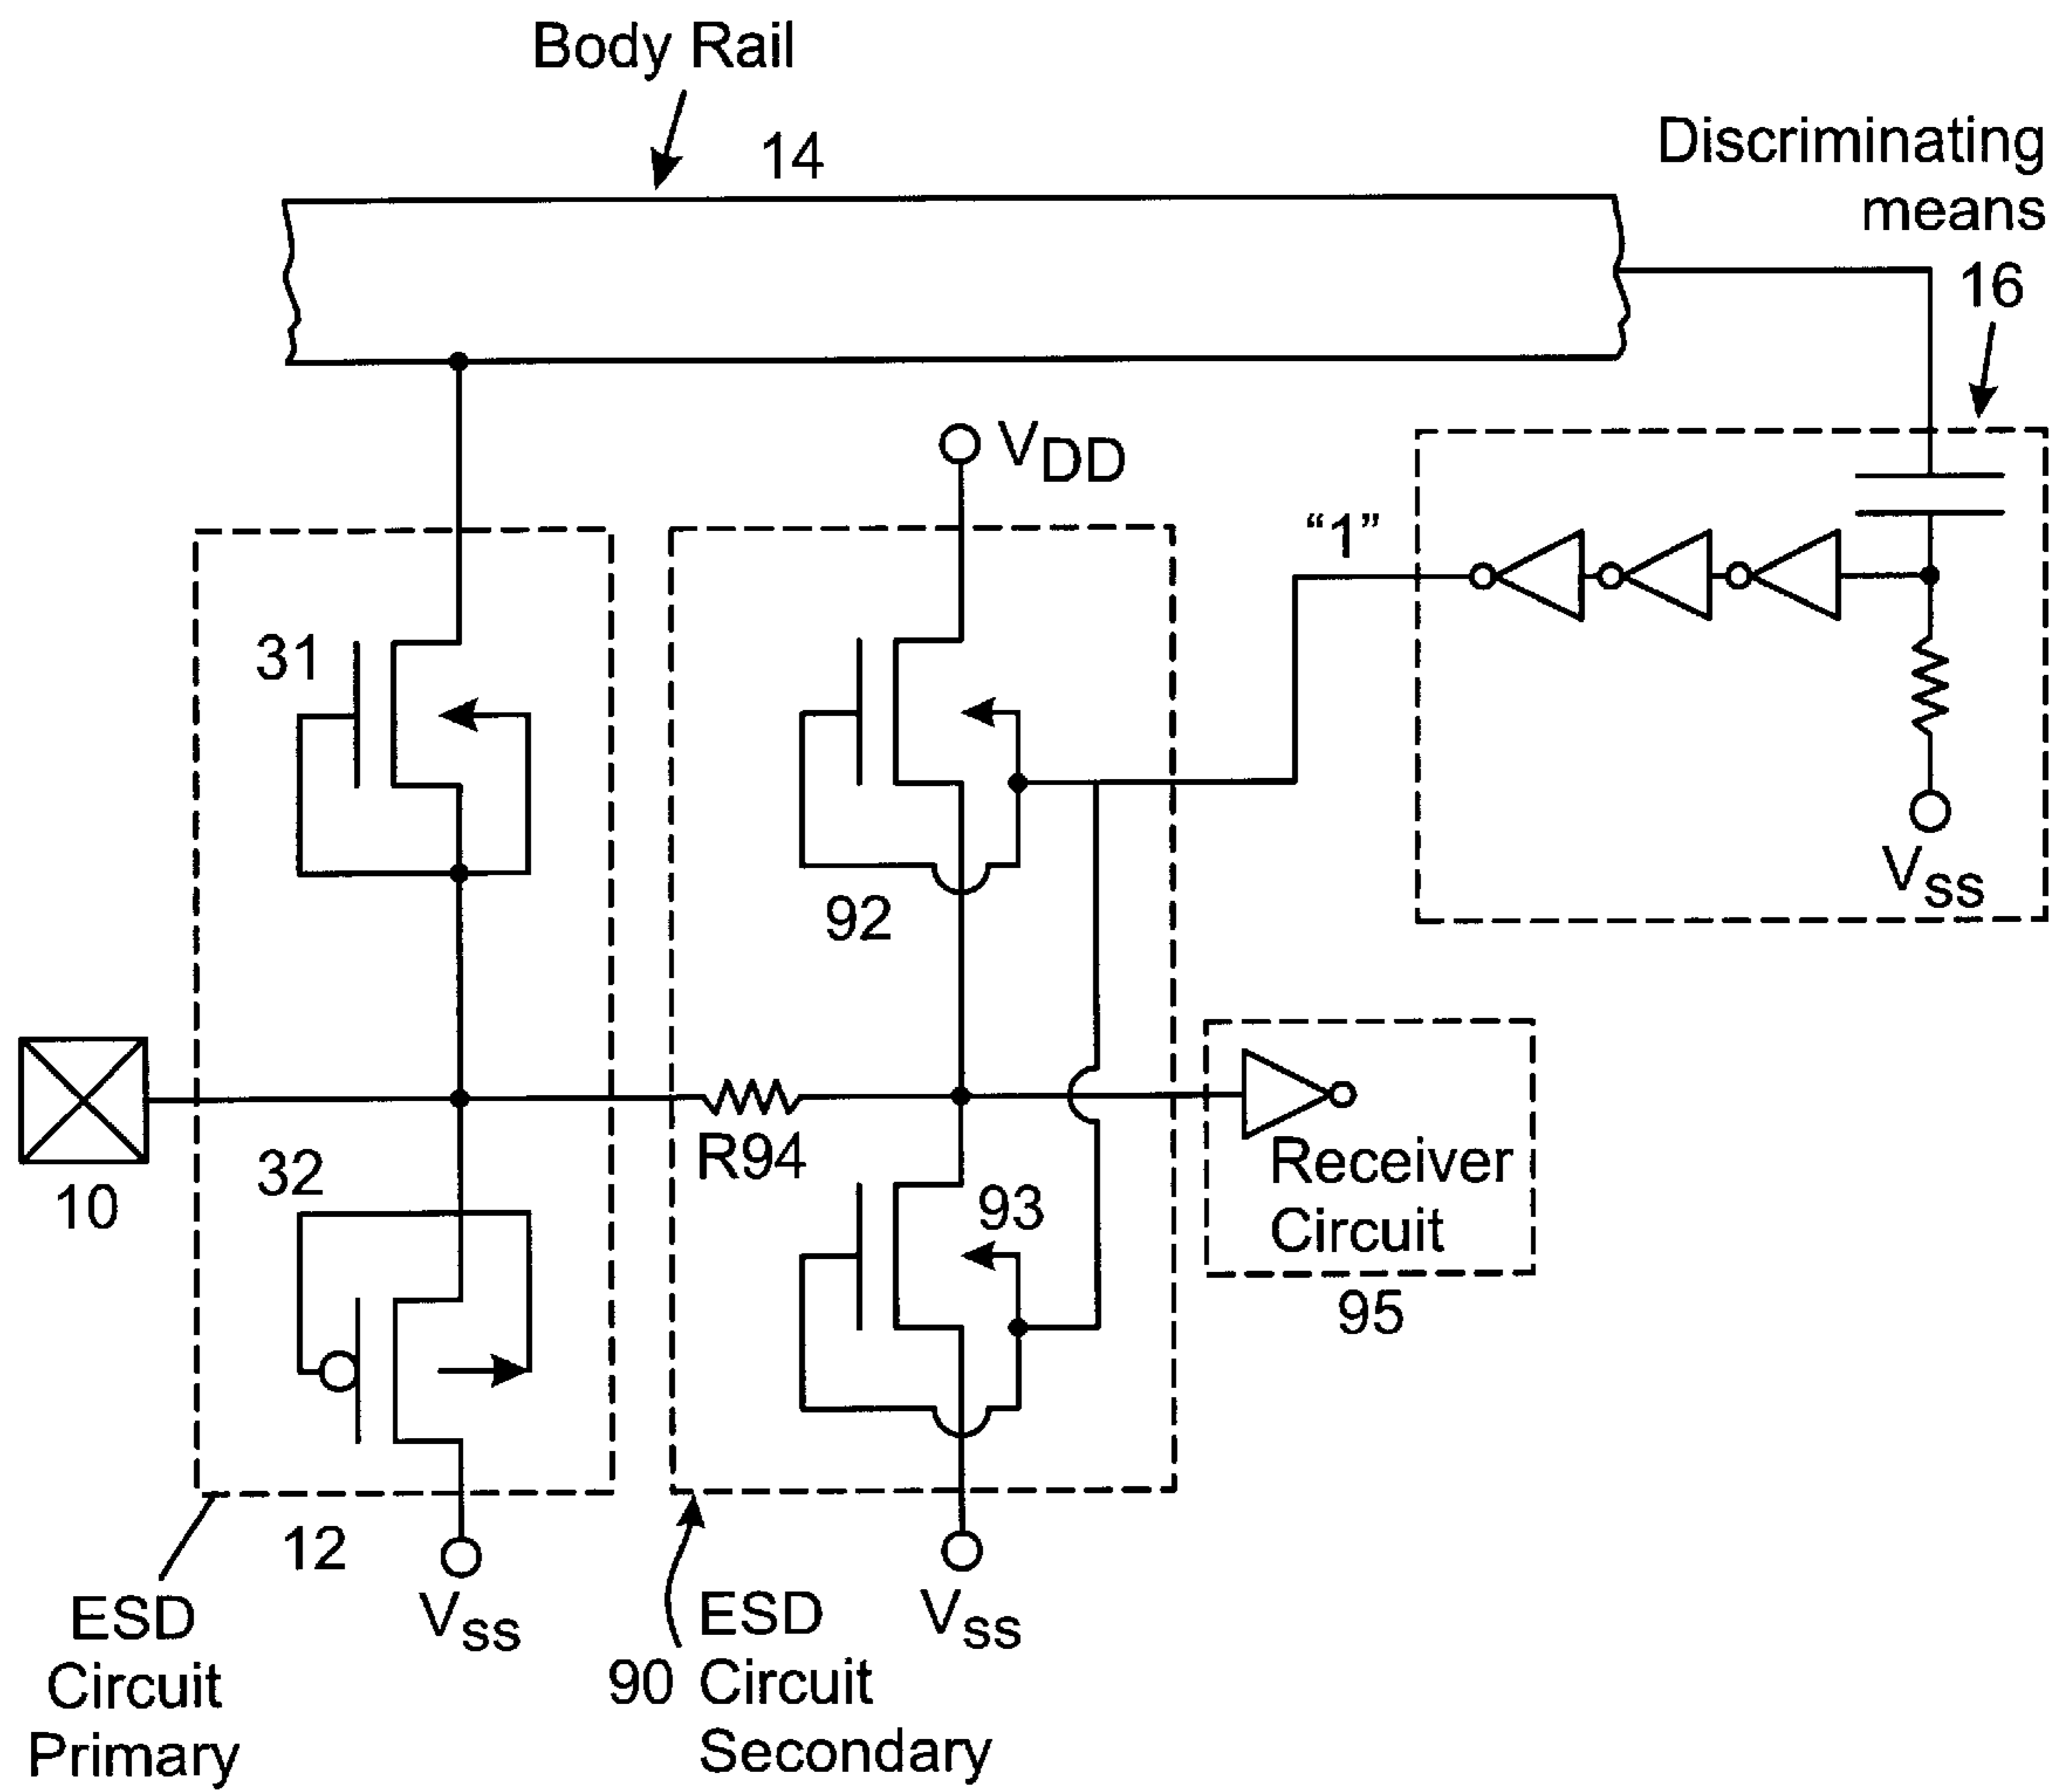 Body Rail
14
Discriminating
means
16
VDD
"1"
31
92
VSS
10
32
R94
93
Receiver
Circuit
95
12
VSS
VSS
ESD
Circuit
Primary
90
ESD
Circuit
Secondary